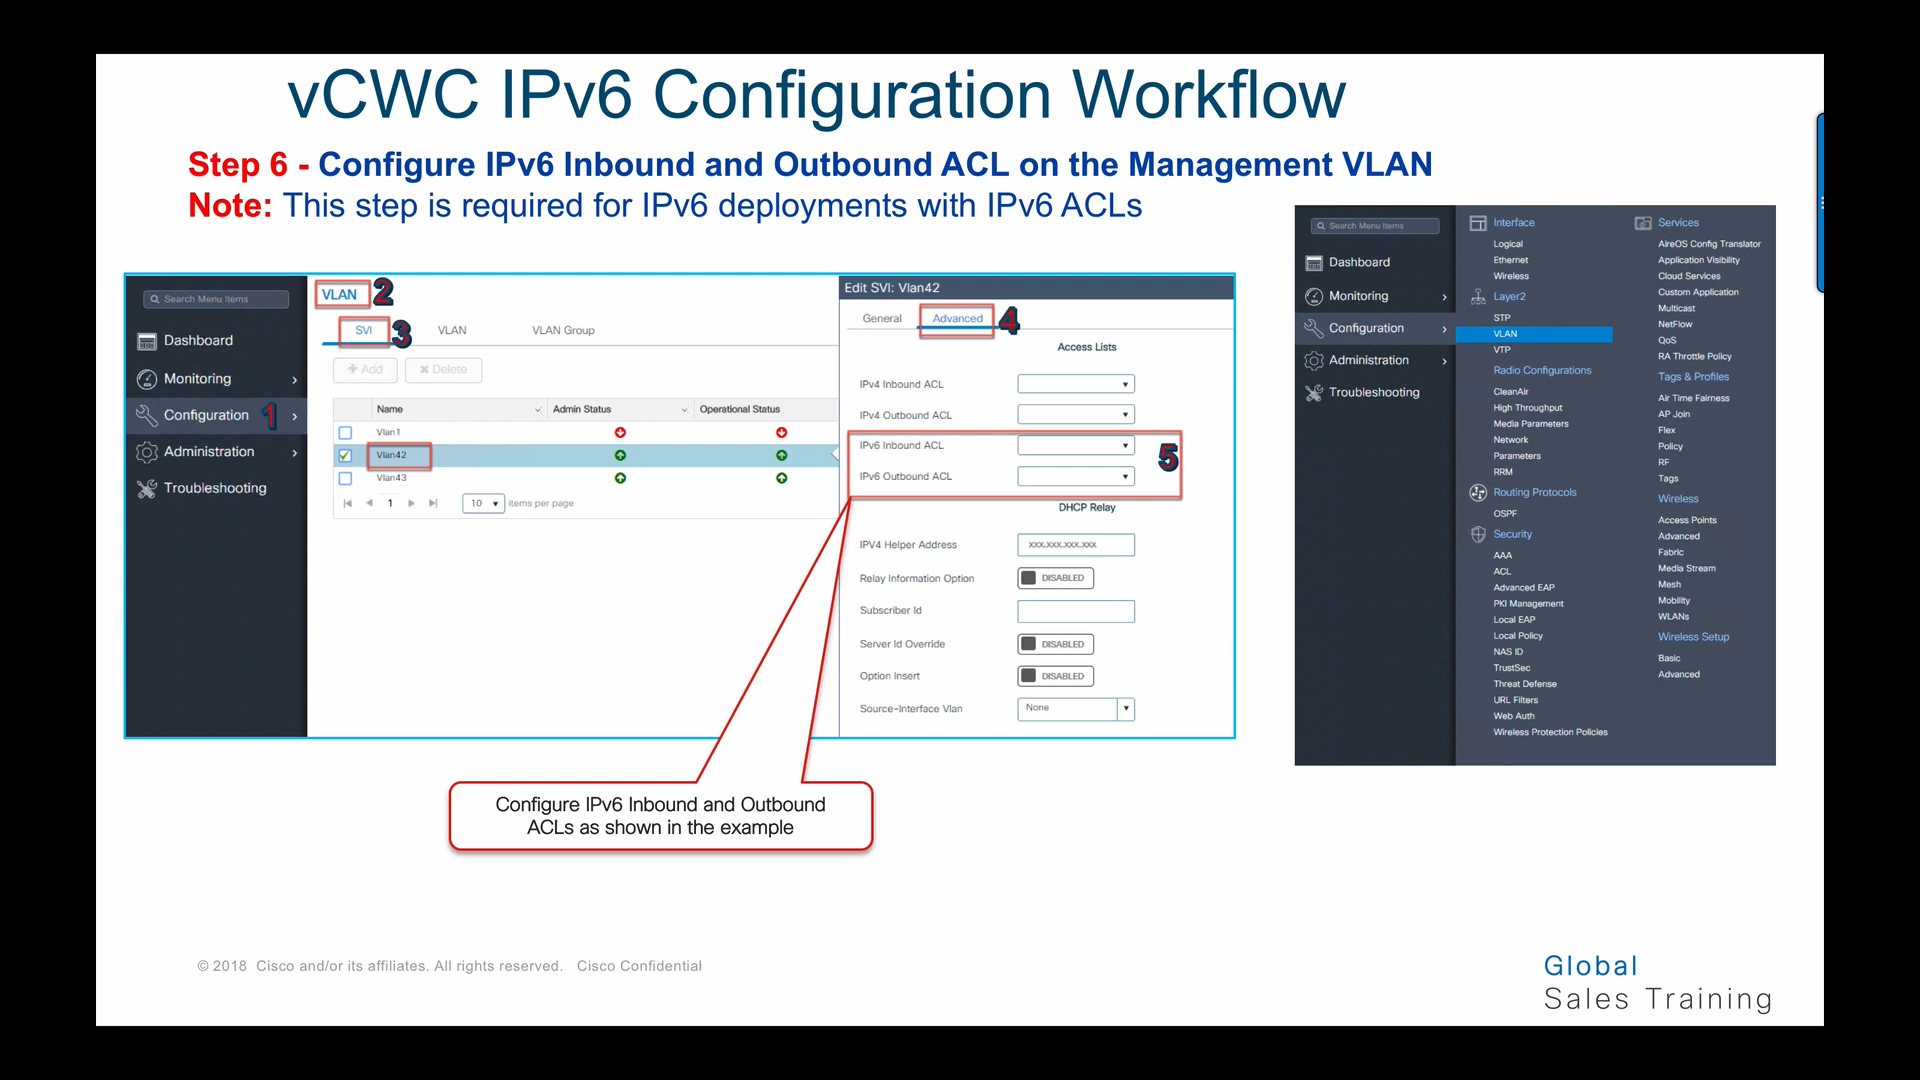 vCWC IPv6 Configuration Workflow
Step 6 - Configure IPv6 Inbound and Outbound ACL on the Management VLAN
Note: This step is required for IPv6 deployments with IPv6 ACLs
Search Menu Items
Dashboard
Monitoring
Configuration 1
Administration
Troubleshooting
VLAN 2
SVI 3 VLAN VLAN Group
Add Delete
Name Admin Status Operational Status
Vlan1
Vlan42
Vlan43
1 10 items per page
Edit SVI: Vlan42
General Advanced 4
Access Lists
IPv4 Inbound ACL
IPv4 Outbound ACL
IPv6 Inbound ACL
IPv6 Outbound ACL
5
DHCP Relay
IPV4 Helper Address xxx.xxx.xxx.xxx
Relay Information Option DISABLED
Subscriber Id
Server Id Override DISABLED
Option Insert DISABLED
Source-Interface Vlan None
Configure IPv6 Inbound and Outbound
ACLs as shown in the example
Search Menu Items
Dashboard
Monitoring
Configuration
Administration
Troubleshooting
Interface
Logical
Ethernet
Wireless
Layer2
STP
VLAN
VTP
Radio Configurations
CleanAir
High Throughput
Media Parameters
Network
Parameters
RRM
Routing Protocols
OSPF
Security
AAA
ACL
Advanced EAP
PKI Management
Local EAP
Local Policy
NAS ID
TrustSec
Threat Defense
URL Filters
Web Auth
Wireless Protection Policies
Services
AireOS Config Translator
Application Visibility
Cloud Services
Custom Application
Multicast
NetFlow
QoS
RA Throttle Policy
Tags & Profiles
Air Time Fairness
AP Join
Flex
Policy
RF
Tags
Wireless
Access Points
Advanced
Fabric
Media Stream
Mesh
Mobility
WLANs
Wireless Setup
Basic
Advanced
© 2018 Cisco and/or its affiliates. All rights reserved. Cisco Confidential
Global
Sales Training